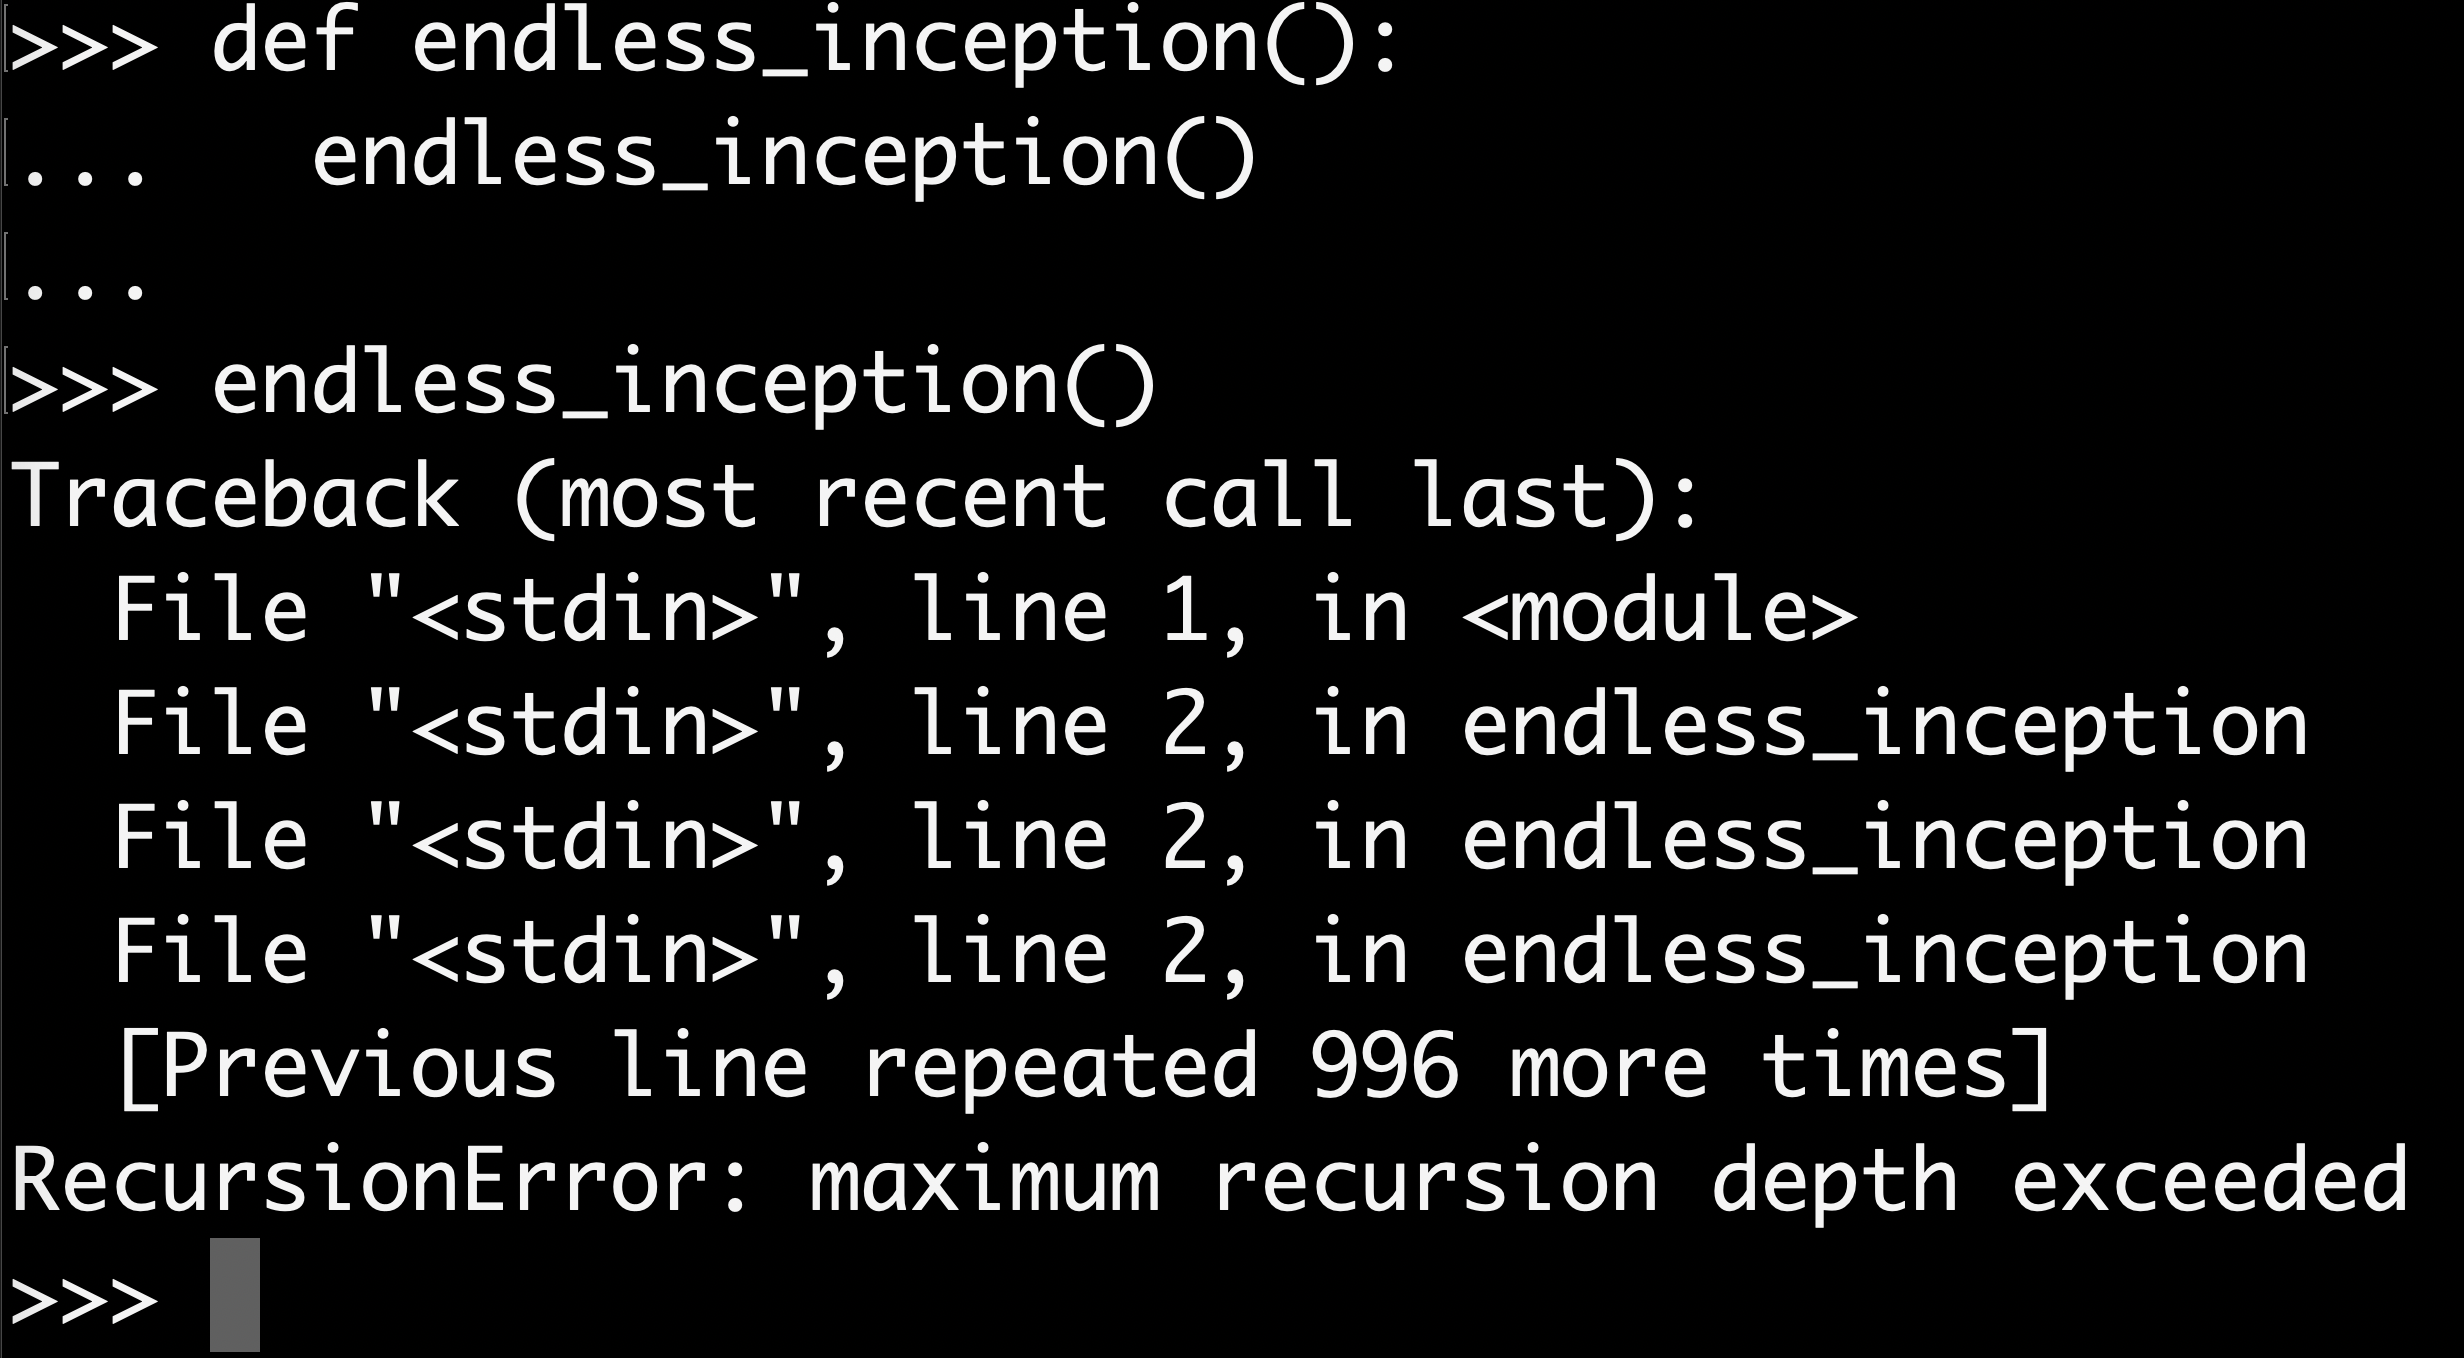 >>> def endless_inception():
...   endless_inception()
...
>>> endless_inception()
Traceback (most recent call last):
  File "<stdin>", line 1, in <module>
  File "<stdin>", line 2, in endless_inception
  File "<stdin>", line 2, in endless_inception
  File "<stdin>", line 2, in endless_inception
  [Previous line repeated 996 more times]
RecursionError: maximum recursion depth exceeded
>>>